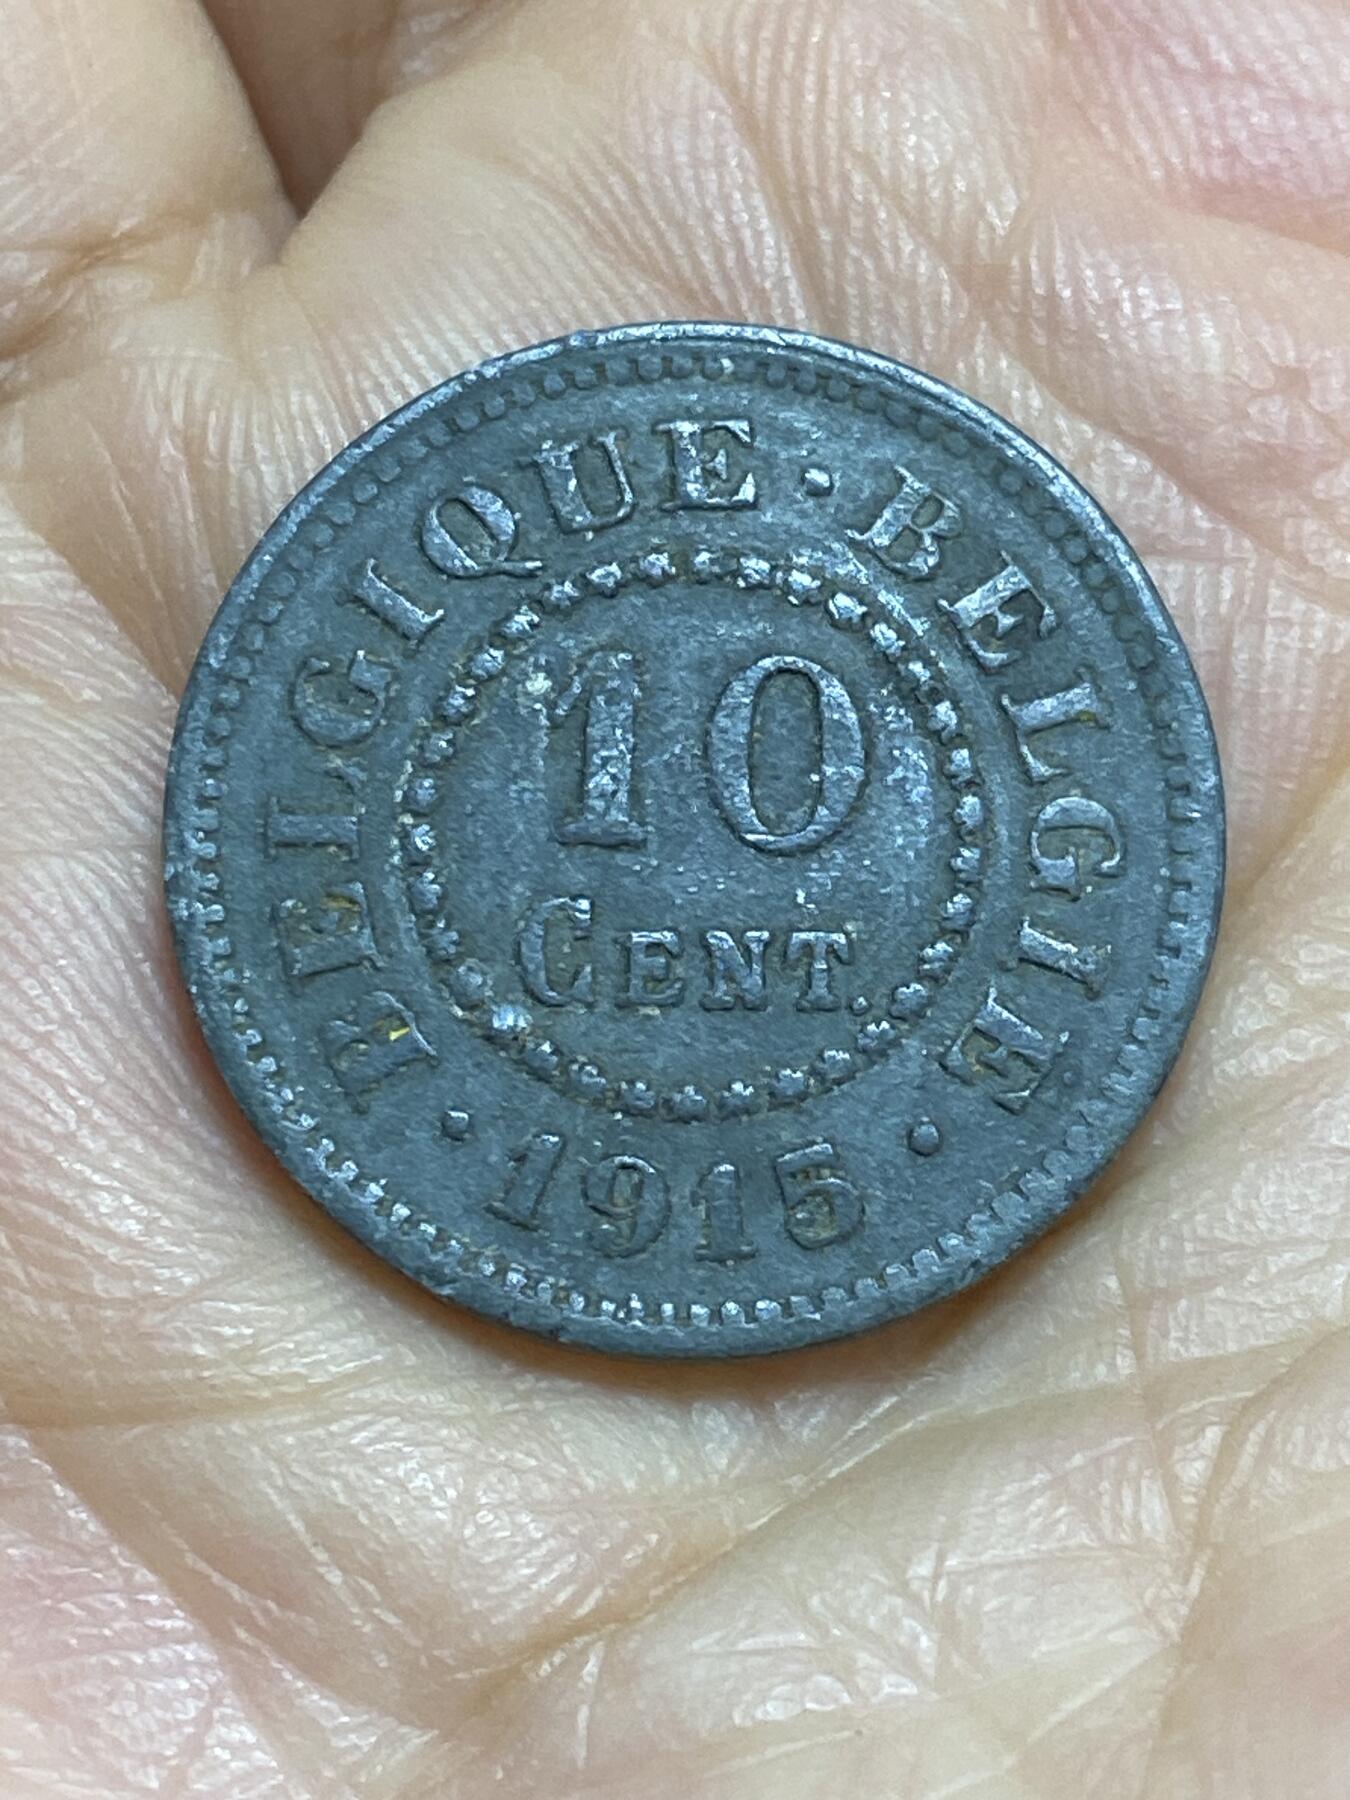 BELGIQUE · BELGIE
10
CENT.
· 1915 ·